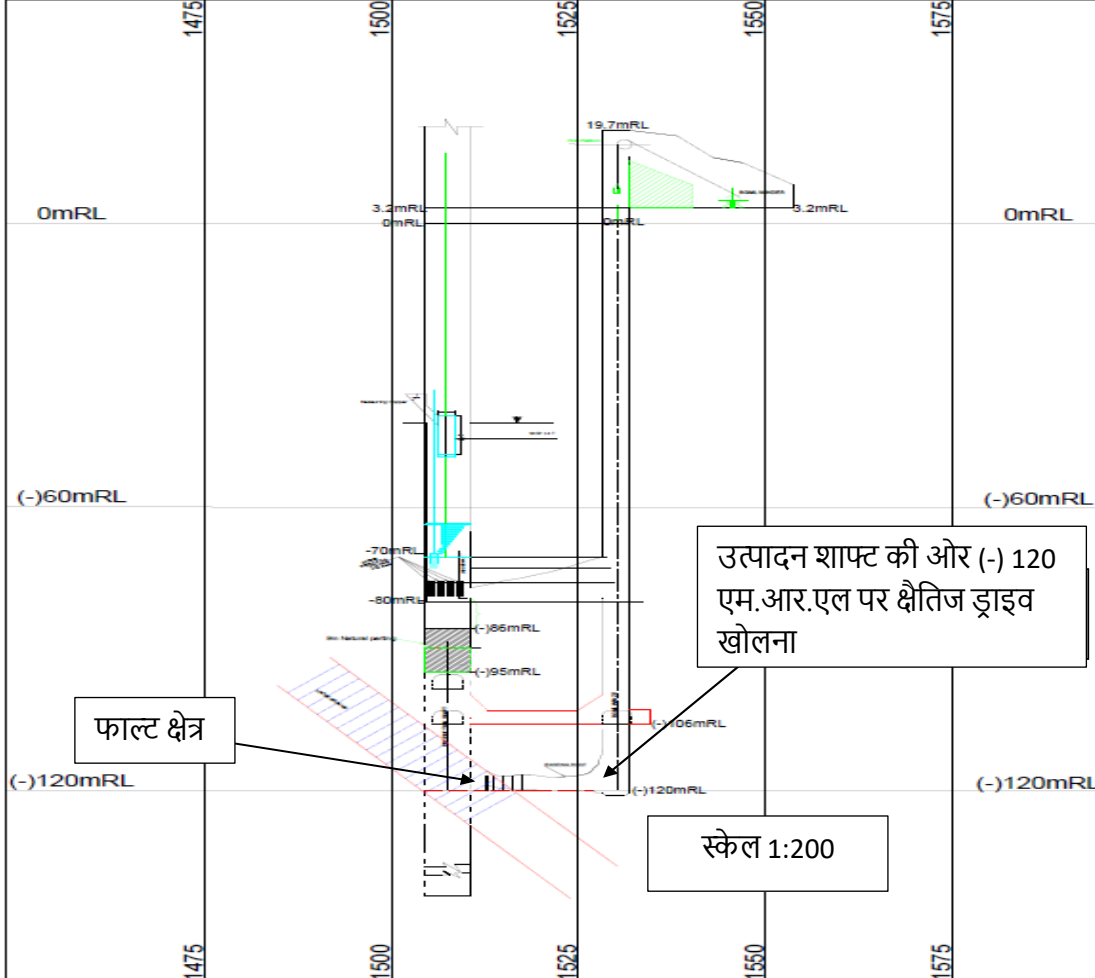 1475
1500
1525
1550
1575
19.7mRL
0mRL
3.2mRL
0mRL
0mRL
3.2mRL
0mRL
(-)60mRL
(-)60mRL
-70mRL
-80mRL
(-)86mRL
(-)95mRL
उत्पादन शाफ्ट की ओर (-) 120
एम.आर.एल पर क्षैतिज ड्राइव
खोलना
फाल्ट क्षेत्र
(-)106mRL
(-)120mRL
(-)120mRL
(-)120mRL
स्केल 1:200
1475
1500
1525
1550
1575